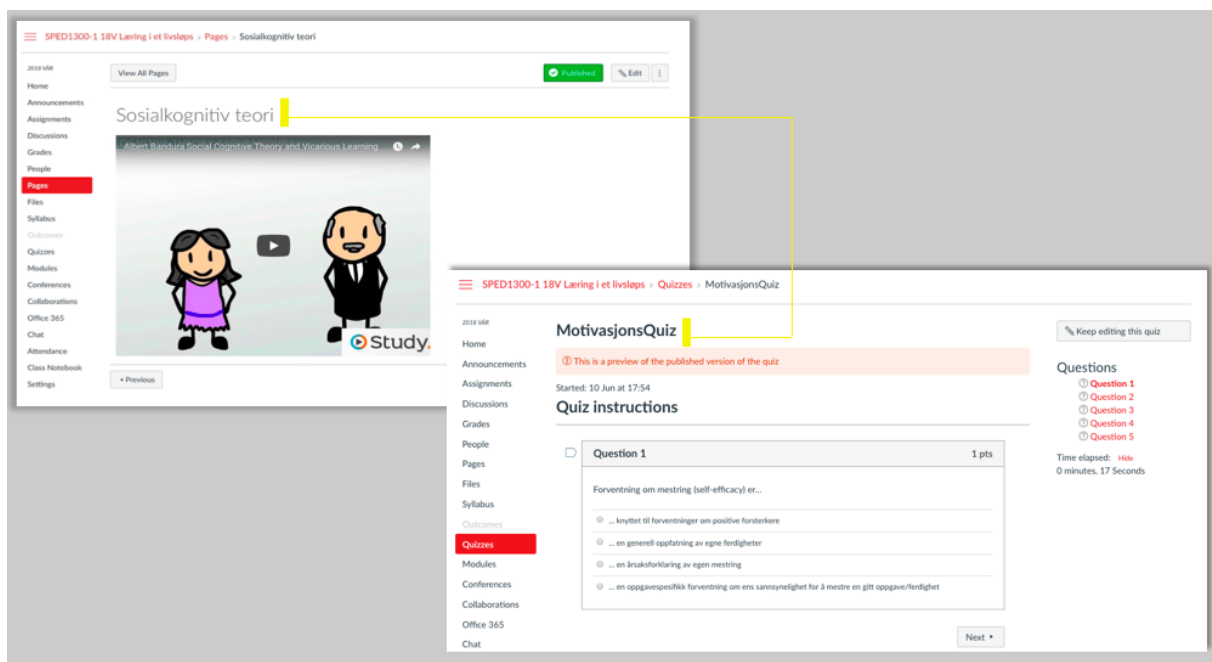 SPED1300-1 18V Læring i et livsløps › Pages › Sosialkognitiv teori
2018 VÅR
Home
Announcements
Assignments
Discussions
Grades
People
Pages
Files
Syllabus
Outcomes
Quizzes
Modules
Conferences
Collaborations
Office 365
Chat
Attendance
Class Notebook
Settings
View All Pages
Published
Edit
Sosialkognitiv teori
Albert Bandura Social Cognitive Theory and Vicarious Learning
Study.
◂ Previous
SPED1300-1 18V Læring i et livsløps › Quizzes › MotivasjonsQuiz
2018 VÅR
Home
Announcements
Assignments
Discussions
Grades
People
Pages
Files
Syllabus
Outcomes
Quizzes
Modules
Conferences
Collaborations
Office 365
Chat
MotivasjonsQuiz
This is a preview of the published version of the quiz
Started: 10 Jun at 17:54
Quiz instructions
Question 1 1 pts
Forventning om mestring (self-efficacy) er...
... knyttet til forventninger om positive forsterkere
... en generell oppfatning av egne ferdigheter
... en årsaksforklaring av egen mestring
... en oppgavespesifikk forventning om ens sannsynelighet for å mestre en gitt oppgave/ferdighet
Next ▸
Keep editing this quiz
Questions
Question 1
Question 2
Question 3
Question 4
Question 5
Time elapsed: Hide
0 minutes, 17 Seconds